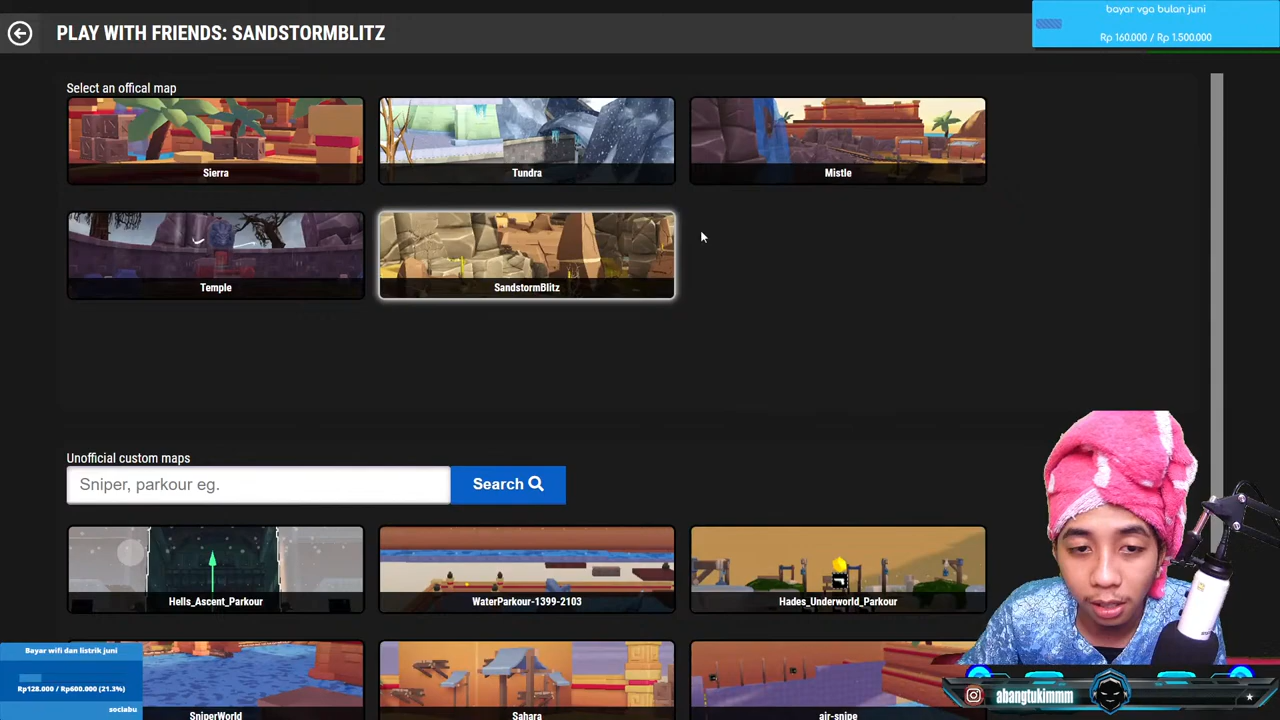 PLAY WITH FRIENDS: SANDSTORMBLITZ
bayar vga bulan juni
Rp 160.000 / Rp 1.500.000
Select an offical map
Sierra
Tundra
Mistle
Temple
SandstormBlitz
Unofficial custom maps
Sniper, parkour eg.
Search
Hells_Ascent_Parkour
WaterParkour-1399-2103
Hades_Underworld_Parkour
Bayar wifi dan listrik juni
Rp128.000 / Rp600.000 (21.3%)
sociabu
SniperWorld
Sahara
air-snipe
abangtukimmm